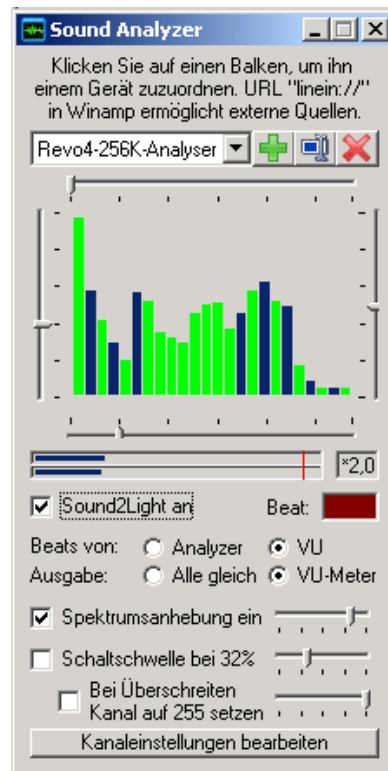 Sound Analyzer
Klicken Sie auf einen Balken, um ihn
einem Gerät zuzuordnen. URL "linein://"
in Winamp ermöglicht externe Quellen.
Revo4-256K-Analyser
*2,0
Sound2Light an Beat:
Beats von: Analyzer VU
Ausgabe: Alle gleich VU-Meter
Spektrumsanhebung ein
Schaltschwelle bei 32%
Bei Überschreiten
Kanal auf 255 setzen
Kanaleinstellungen bearbeiten